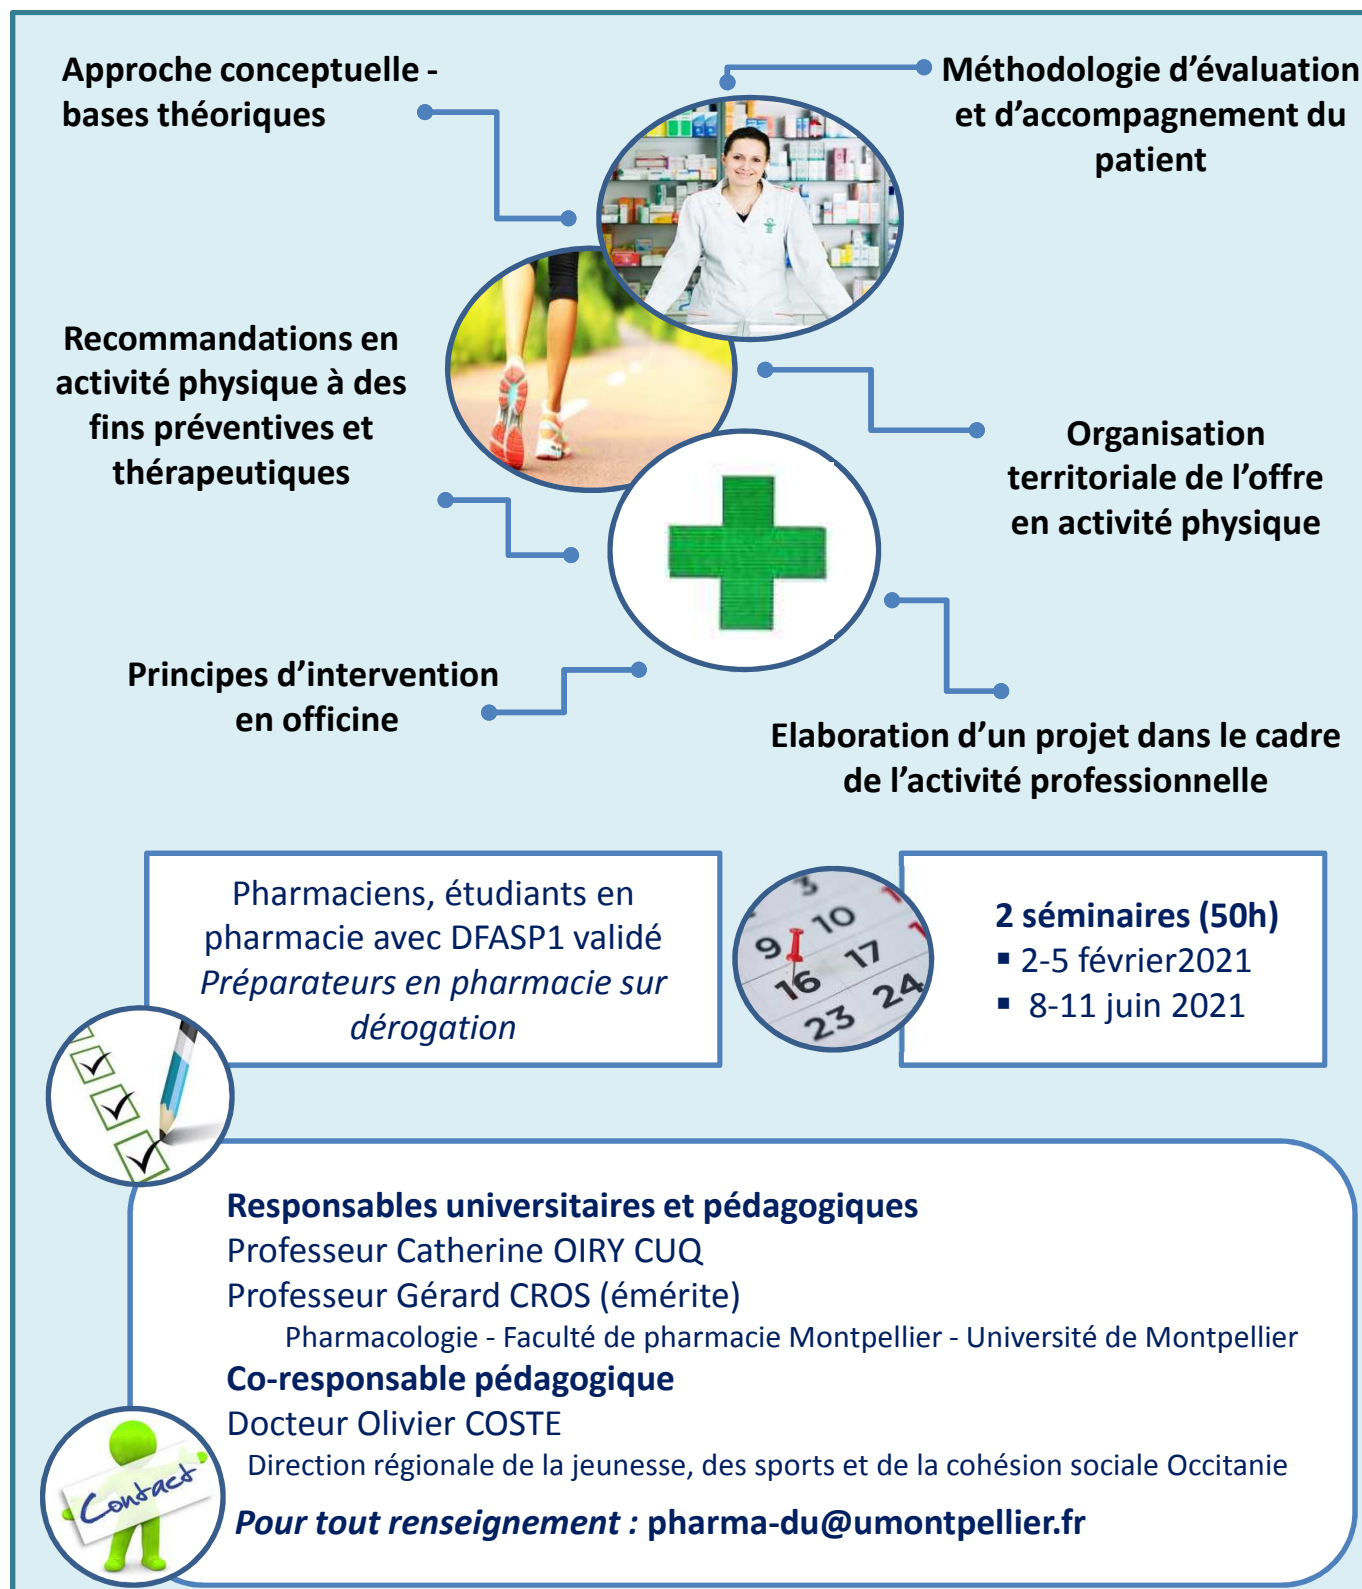 Approche conceptuelle -
bases théoriques
Méthodologie d’évaluation
et d’accompagnement du
patient
Recommandations en
activité physique à des
fins préventives et
thérapeutiques
Organisation
territoriale de l’offre
en activité physique
Principes d’intervention
en officine
Elaboration d’un projet dans le cadre
de l’activité professionnelle
Pharmaciens, étudiants en
pharmacie avec DFASP1 validé
Préparateurs en pharmacie sur
dérogation
3
9 10
16 17
23 24
2 séminaires (50h)
▪ 2-5 février2021
▪ 8-11 juin 2021
Responsables universitaires et pédagogiques
Professeur Catherine OIRY CUQ
Professeur Gérard CROS (émérite)
Pharmacologie - Faculté de pharmacie Montpellier - Université de Montpellier
Co-responsable pédagogique
Docteur Olivier COSTE
Direction régionale de la jeunesse, des sports et de la cohésion sociale Occitanie
Contact
Pour tout renseignement : pharma-du@umontpellier.fr